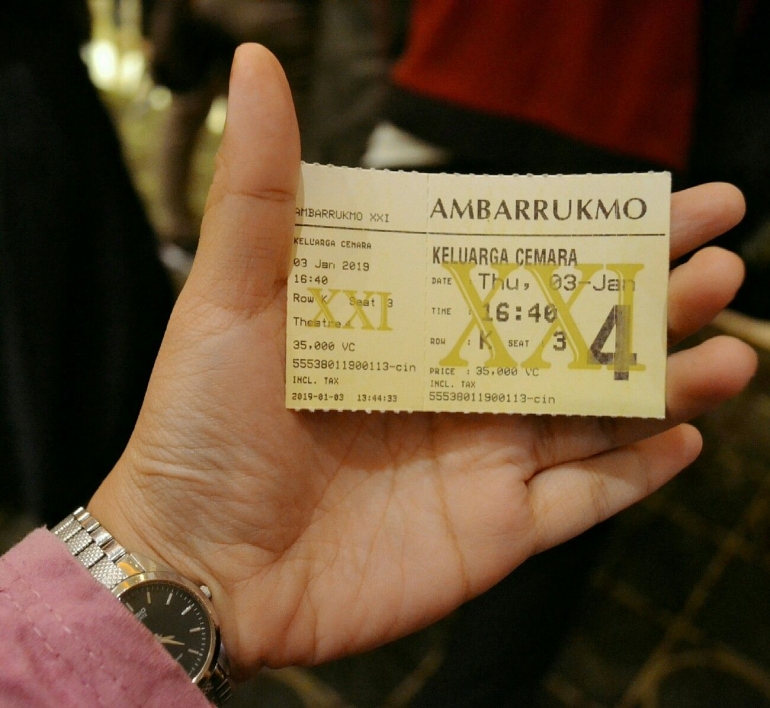 AMBARRUKMO XXI
KELUARGA CEMARA
03 Jan 2019
16:40
Row K Seat 3
Theatre
35,000 VC
55538011900113-cin
INCL. TAX
2019-01-03 13:44:33
XXI
AMBARRUKMO
KELUARGA CEMARA
DATE : Thu, 03-Jan
TIME : 16:40
ROW : K SEAT 3
4
PRICE : 35,000 VC
INCL. TAX
55538011900113-cin
XXI